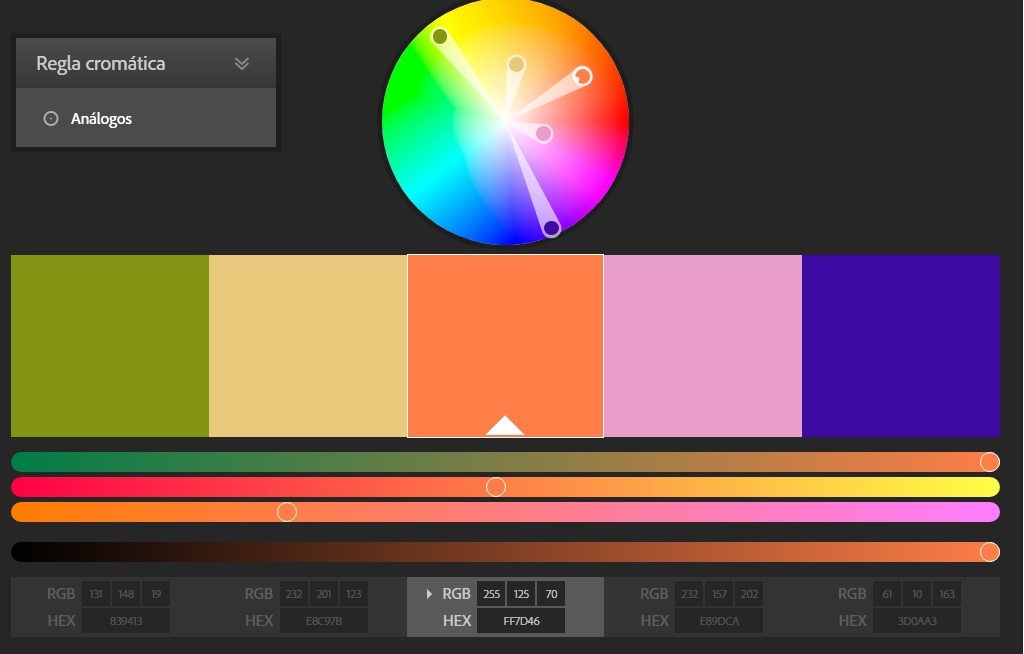 Regla cromática
Análogos
RGB 131 148 19 RGB 232 201 123 RGB 255 125 70 RGB 232 157 202 RGB 61 10 163
HEX 839413 HEX E8C97B HEX FF7D46 HEX E89DCA HEX 3D0AA3